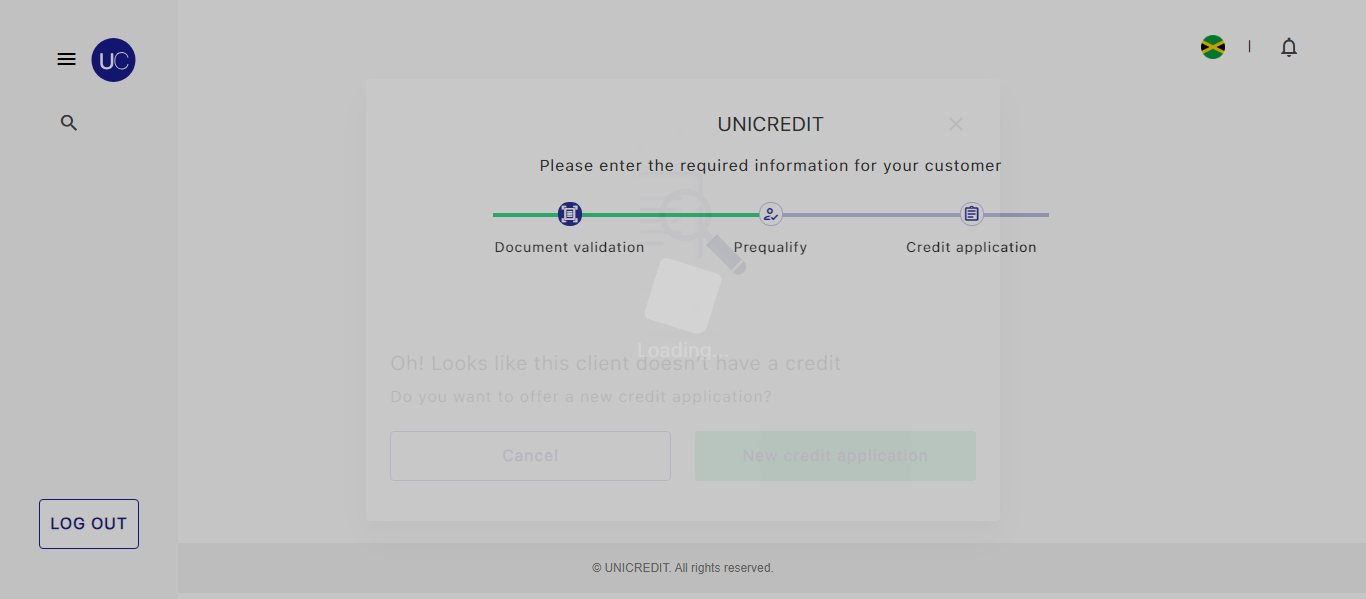 UC
UNICREDIT
Please enter the required information for your customer
Document validation
Prequalify
Credit application
Loading...
Oh! Looks like this client doesn't have a credit
Do you want to offer a new credit application?
Cancel
New credit application
LOG OUT
© UNICREDIT. All rights reserved.